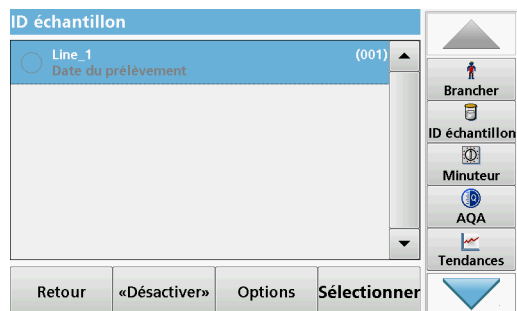 ID échantillon
Line_1 (001)
Date du prélèvement
Brancher
ID échantillon
Minuteur
AQA
Tendances
Retour «Désactiver» Options Sélectionner